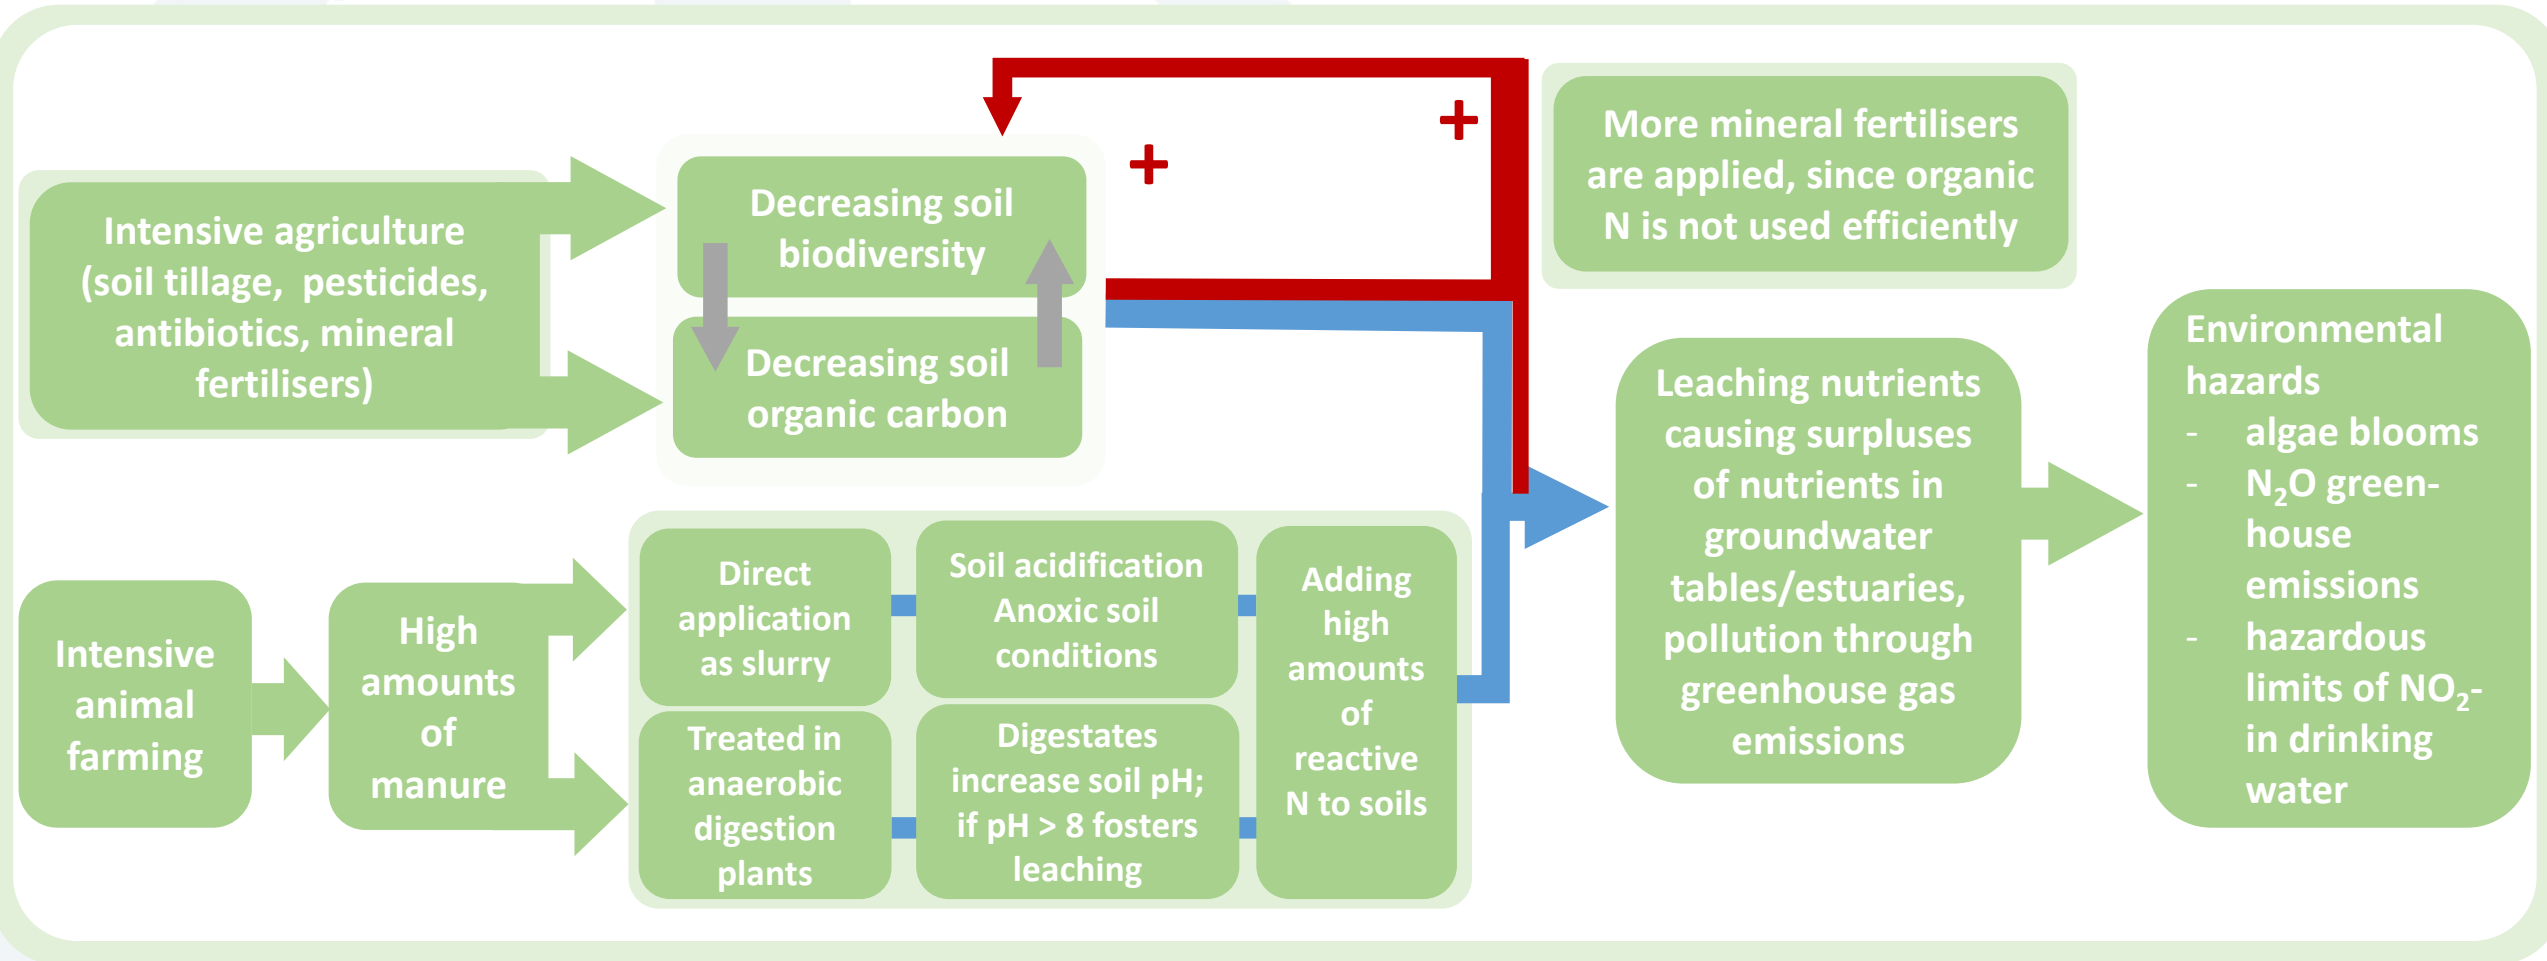 Intensive agriculture
(soil tillage, pesticides,
antibiotics, mineral
fertilisers)
Decreasing soil
biodiversity
Decreasing soil
organic carbon
+
+
More mineral fertilisers
are applied, since organic
N is not used efficiently
Intensive
animal
farming
High
amounts
of
manure
Direct
application
as slurry
Treated in
anaerobic
digestion
plants
Soil acidification
Anoxic soil
conditions
Digestates
increase soil pH;
if pH > 8 fosters
leaching
Adding
high
amounts
of
reactive
N to soils
Leaching nutrients
causing surpluses
of nutrients in
groundwater
tables/estuaries,
pollution through
greenhouse gas
emissions
Environmental
hazards
- algae blooms
- N₂O green-
house
emissions
- hazardous
limits of NO₂-
in drinking
water